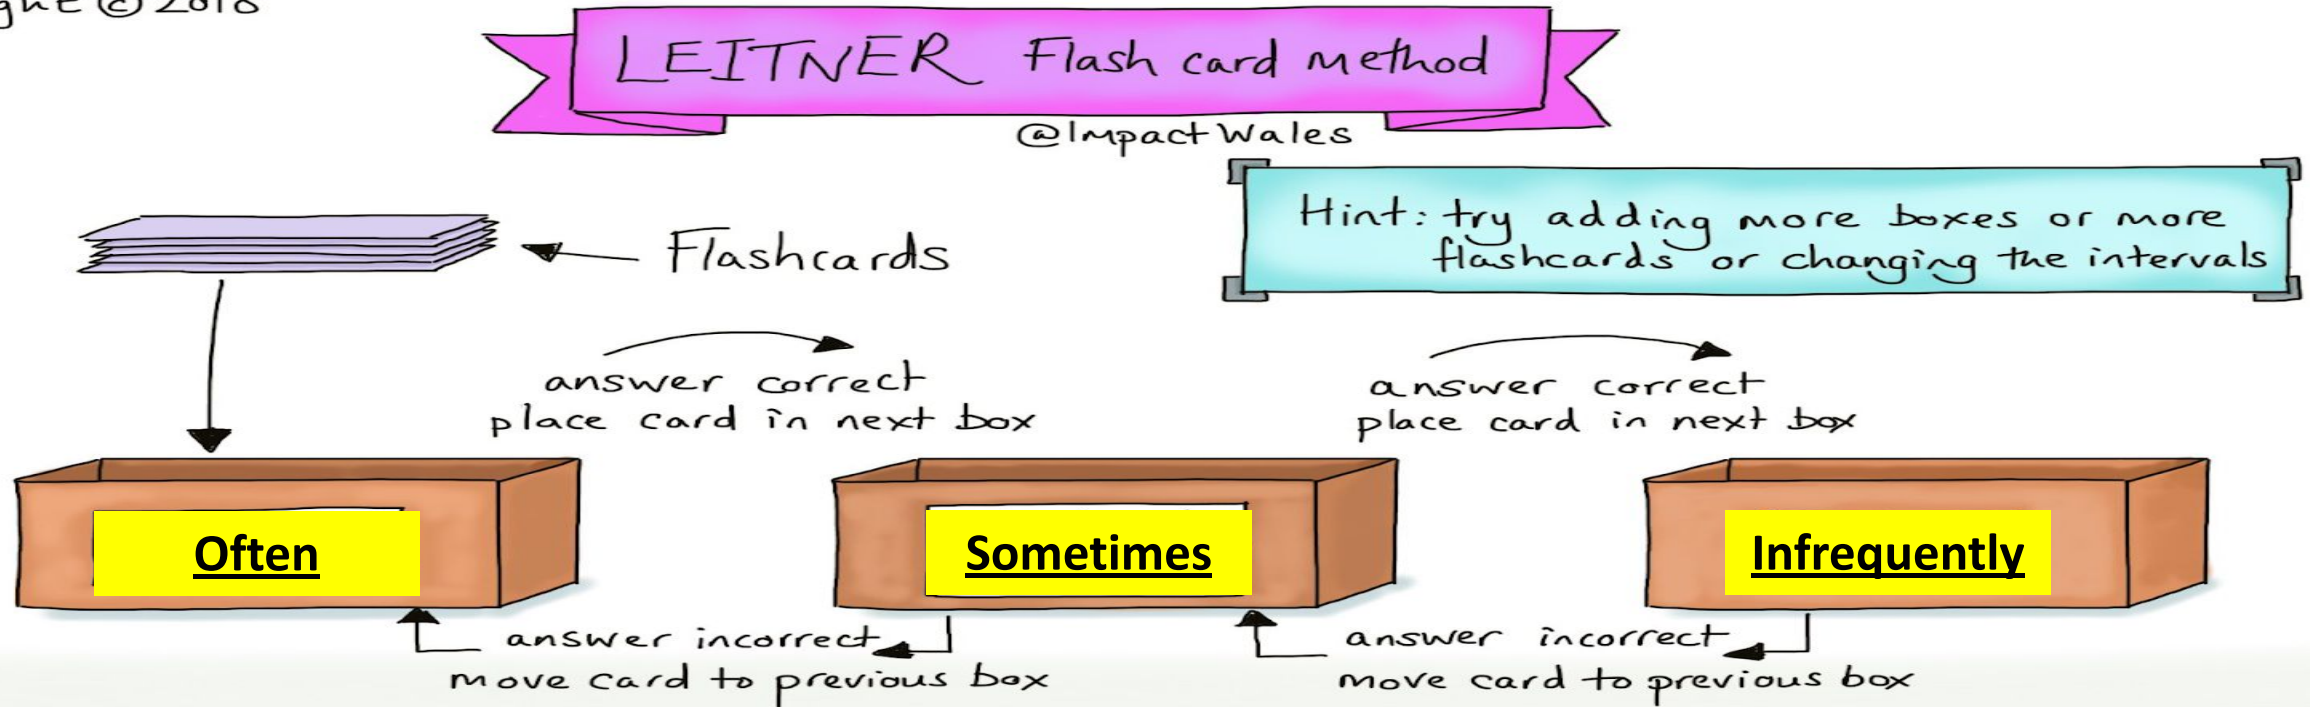 © 2018
LEITNER Flash card method
@ImpactWales
Hint: try adding more boxes or more
flashcards or changing the intervals
Flashcards
answer correct
place card in next box
answer correct
place card in next box
Often
Sometimes
Infrequently
answer incorrect
move card to previous box
answer incorrect
move card to previous box